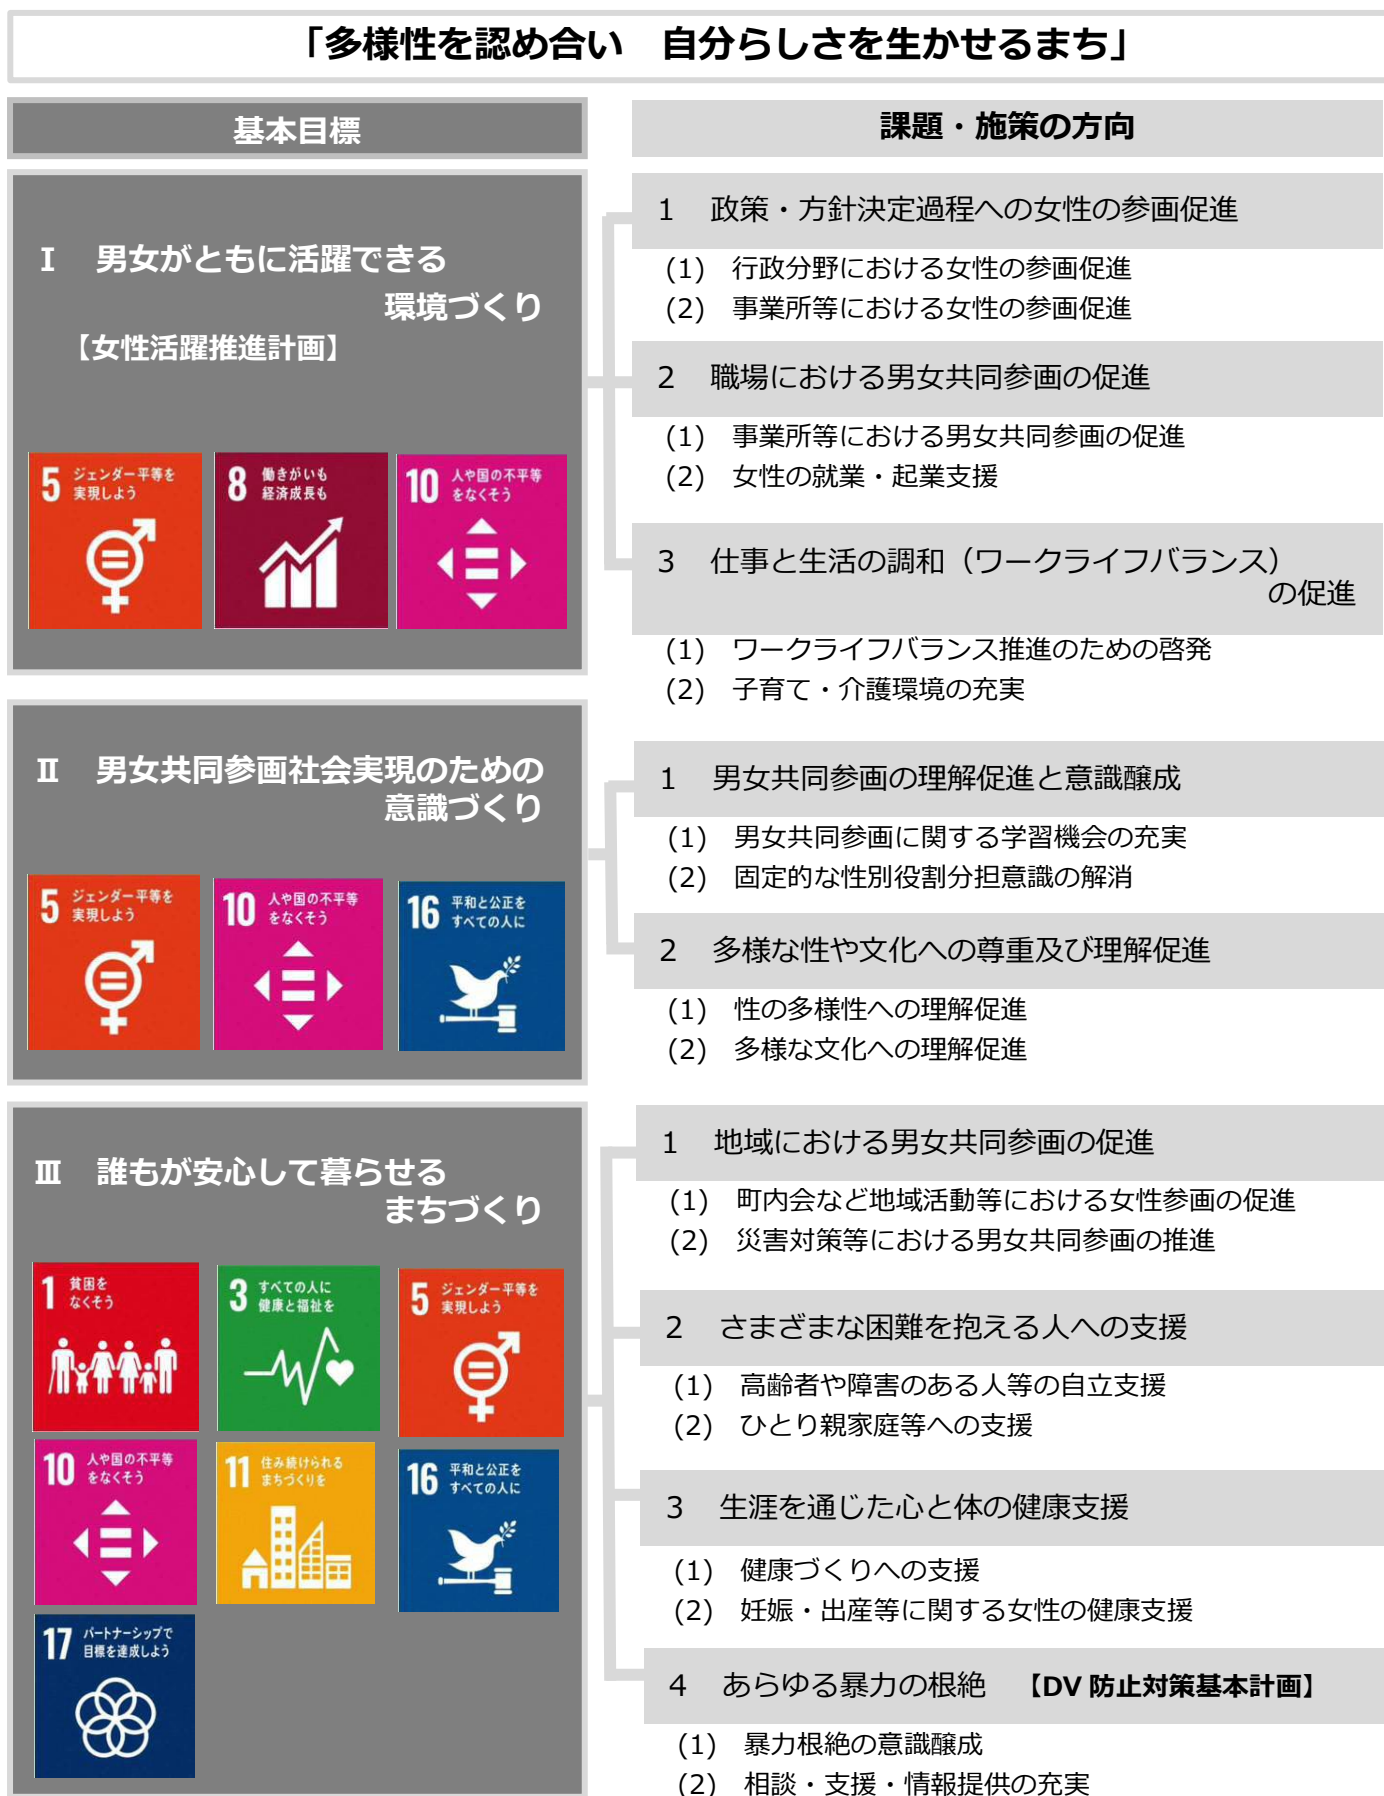 「多様性を認め合い　自分らしさを生かせるまち」
基本目標
課題・施策の方向
Ⅰ　男女がともに活躍できる
環境づくり
【女性活躍推進計画】
5 ジェンダー平等を
実現しよう
8 働きがいも
経済成長も
10 人や国の不平等
をなくそう
1　政策・方針決定過程への女性の参画促進
(1)　行政分野における女性の参画促進
(2)　事業所等における女性の参画促進
2　職場における男女共同参画の促進
(1)　事業所等における男女共同参画の促進
(2)　女性の就業・起業支援
3　仕事と生活の調和（ワークライフバランス）
の促進
(1)　ワークライフバランス推進のための啓発
(2)　子育て・介護環境の充実
Ⅱ　男女共同参画社会実現のための
意識づくり
5 ジェンダー平等を
実現しよう
10 人や国の不平等
をなくそう
16 平和と公正を
すべての人に
1　男女共同参画の理解促進と意識醸成
(1)　男女共同参画に関する学習機会の充実
(2)　固定的な性別役割分担意識の解消
2　多様な性や文化への尊重及び理解促進
(1)　性の多様性への理解促進
(2)　多様な文化への理解促進
Ⅲ　誰もが安心して暮らせる
まちづくり
1 貧困を
なくそう
3 すべての人に
健康と福祉を
5 ジェンダー平等を
実現しよう
10 人や国の不平等
をなくそう
11 住み続けられる
まちづくりを
16 平和と公正を
すべての人に
17 パートナーシップで
目標を達成しよう
1　地域における男女共同参画の促進
(1)　町内会など地域活動等における女性参画の促進
(2)　災害対策等における男女共同参画の推進
2　さまざまな困難を抱える人への支援
(1)　高齢者や障害のある人等の自立支援
(2)　ひとり親家庭等への支援
3　生涯を通じた心と体の健康支援
(1)　健康づくりへの支援
(2)　妊娠・出産等に関する女性の健康支援
4　あらゆる暴力の根絶　【DV 防止対策基本計画】
(1)　暴力根絶の意識醸成
(2)　相談・支援・情報提供の充実